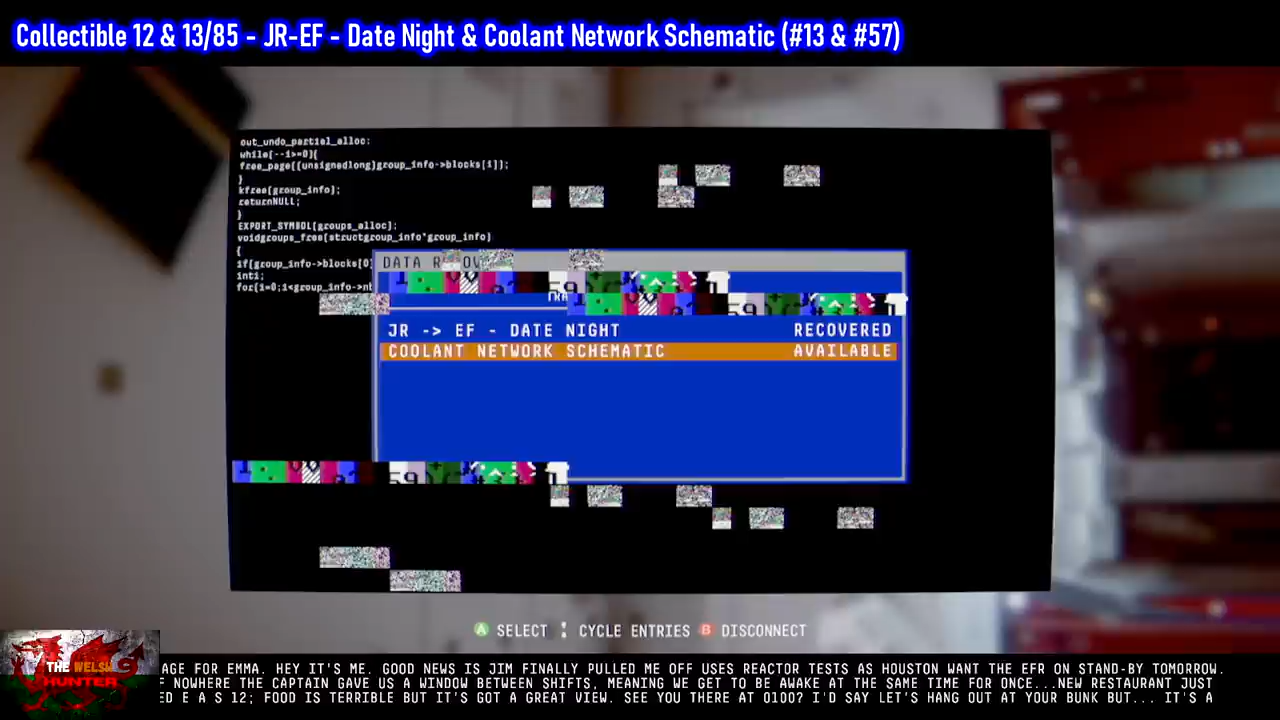 Collectible 12 & 13/85 - JR-EF - Date Night & Coolant Network Schematic (#13 & #57)
out_undo_partial_alloc:
while[--i>=0]{
free_page[(unsignedlong)group_info->blocks[i]];
}
kfree[group_info];
returnNULL;
}
EXPORT_SYMBOL[groups_alloc];
voidgroups_free[structgroup_info*group_info]
{
if[group_info->blocks[0]
inti;
for[i=0;i<group_info->nb
DATA
JR -> EF - DATE NIGHT RECOVERED
COOLANT NETWORK SCHEMATIC AVAILABLE
A SELECT CYCLE ENTRIES B DISCONNECT
THE WELSH HUNTER
AGE FOR EMMA. HEY IT'S ME. GOOD NEWS IS JIM FINALLY PULLED ME OFF USES REACTOR TESTS AS HOUSTON WANT THE EFR ON STAND-BY TOMORROW.
F NOWHERE THE CAPTAIN GAVE US A WINDOW BETWEEN SHIFTS, MEANING WE GET TO BE AWAKE AT THE SAME TIME FOR ONCE...NEW RESTAURANT JUST
ED E A S 12; FOOD IS TERRIBLE BUT IT'S GOT A GREAT VIEW. SEE YOU THERE AT 0100? I'D SAY LET'S HANG OUT AT YOUR BUNK BUT... IT'S A